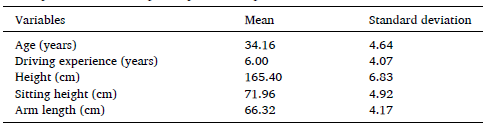 Variables Mean Standard deviation
Age (years) 34.16 4.64
Driving experience (years) 6.00 4.07
Height (cm) 165.40 6.83
Sitting height (cm) 71.96 4.92
Arm length (cm) 66.32 4.17